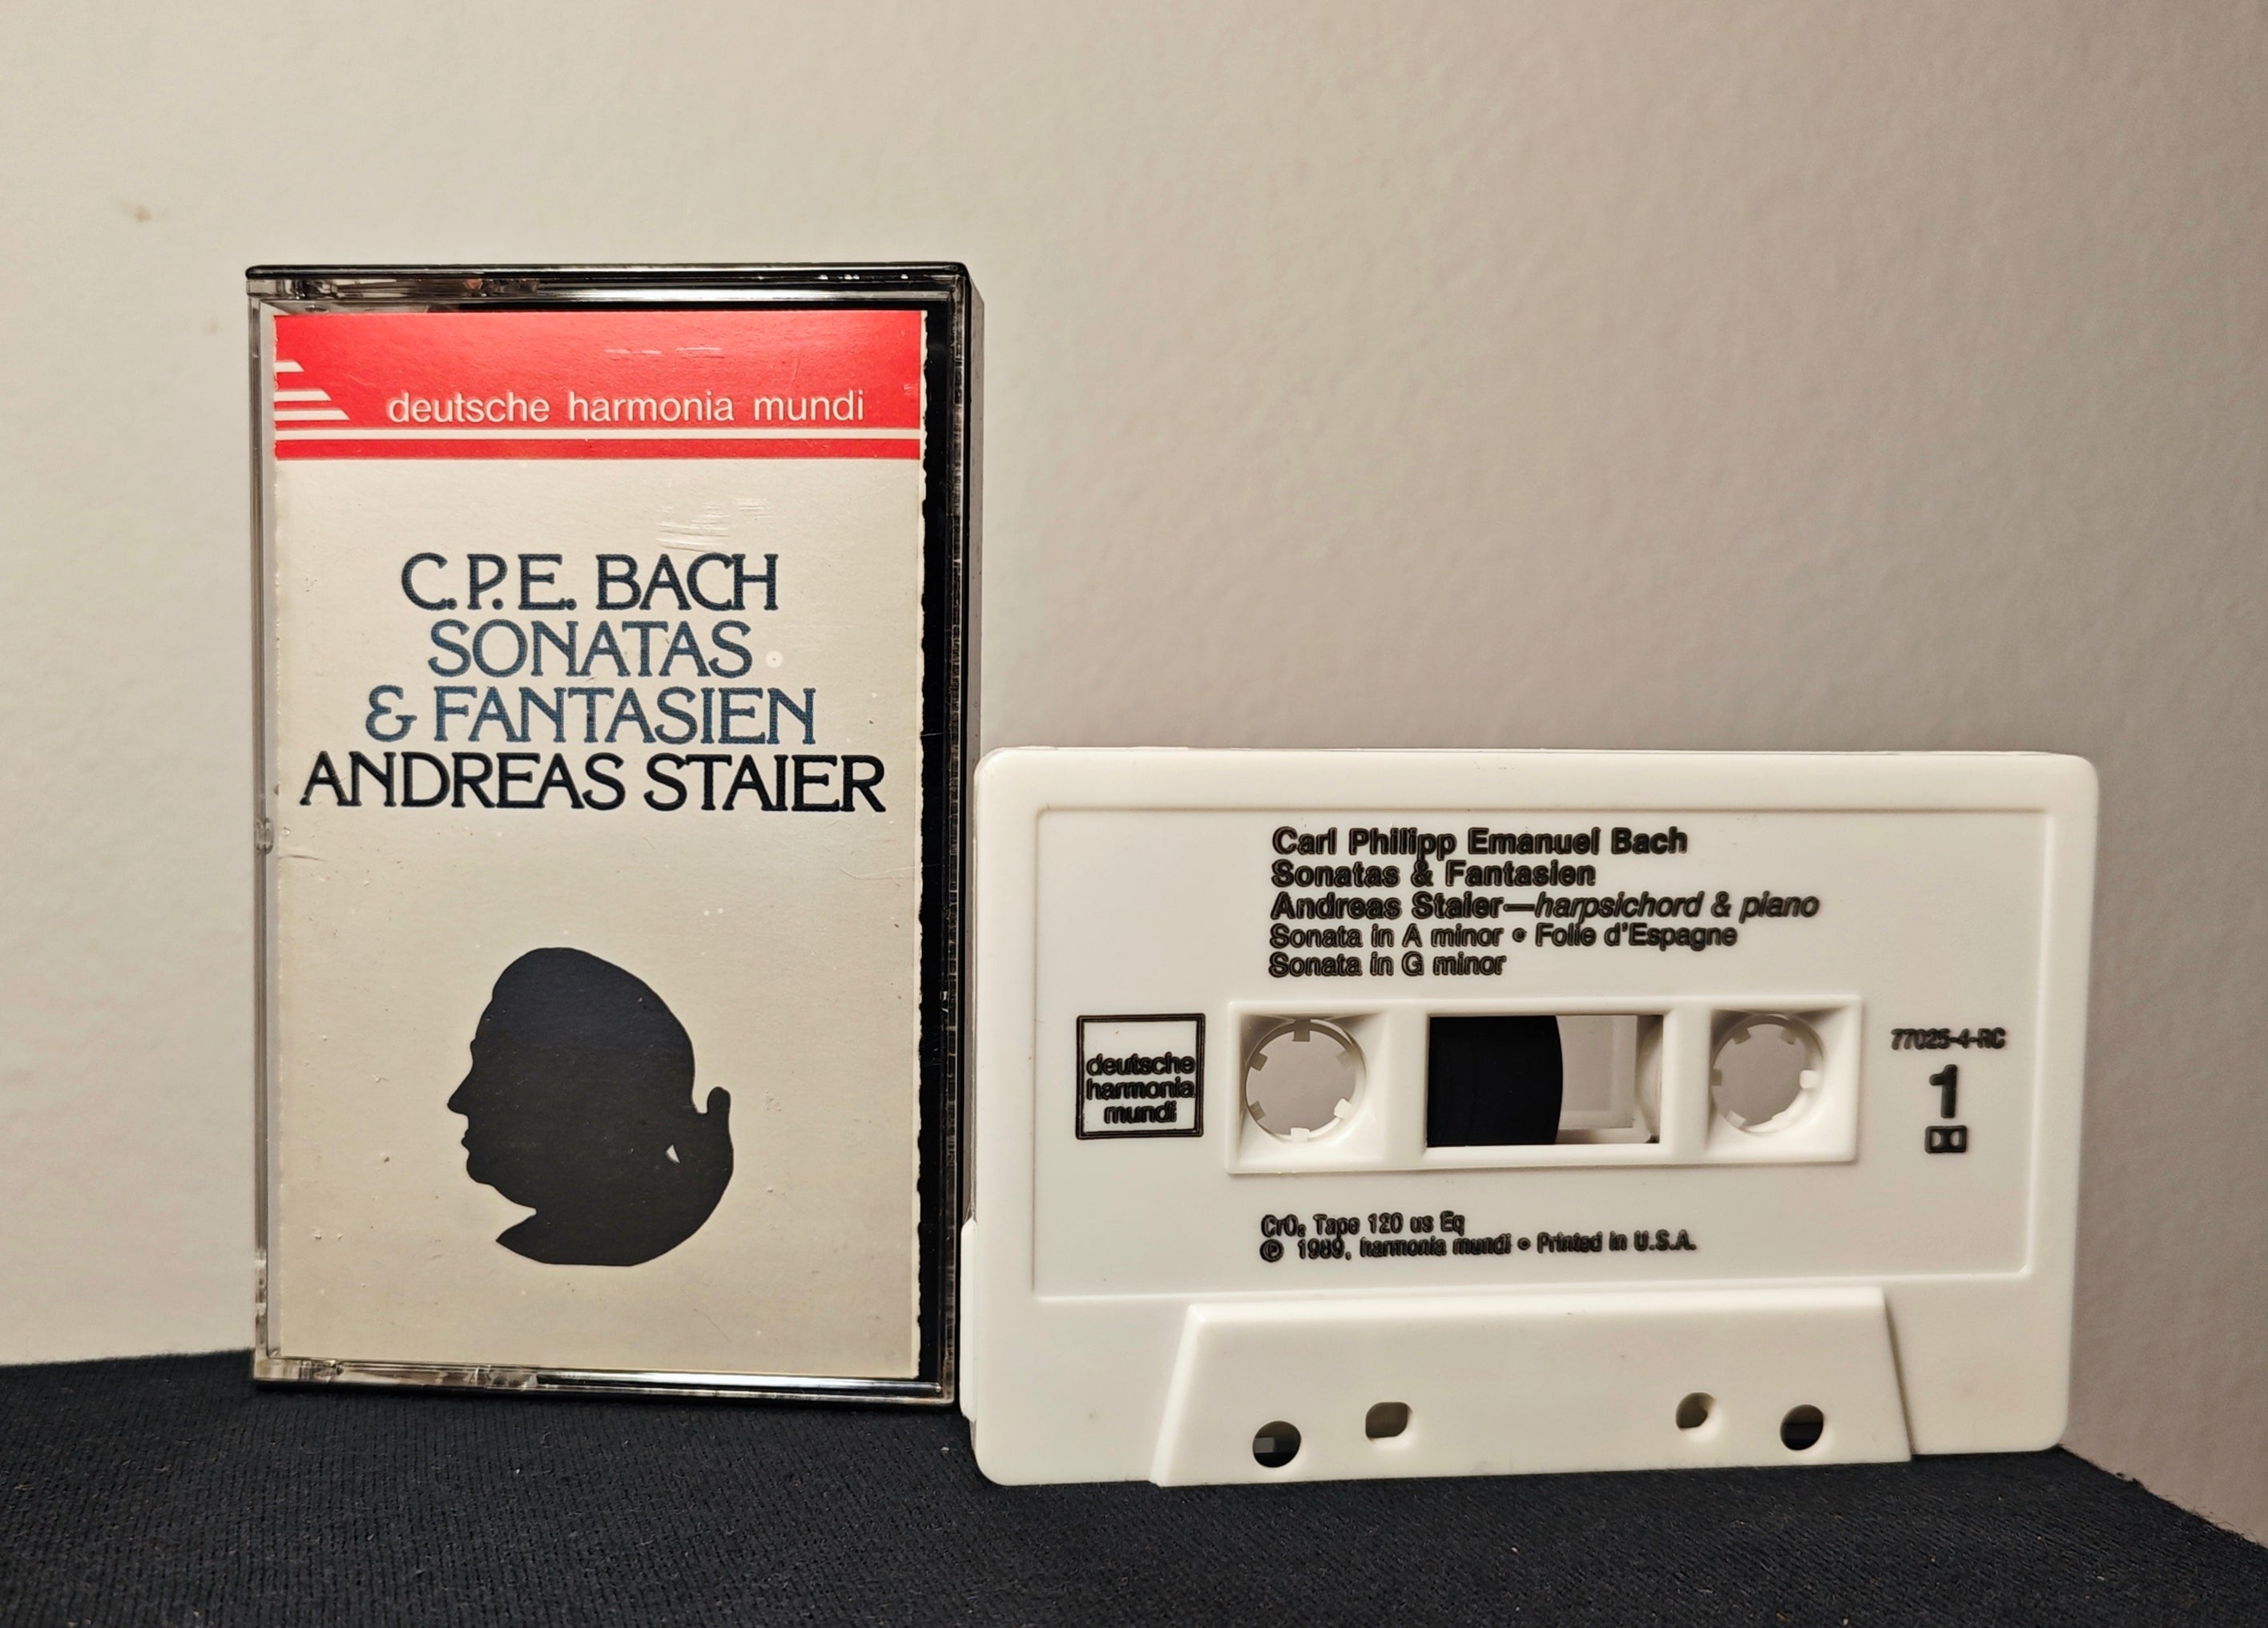 deutsche harmonia mundi
C.P.E. BACH
SONATAS
& FANTASIEN
ANDREAS STAIER
Carl Philipp Emanuel Bach
Sonatas & Fantasien
Andreas Staier—harpsichord & piano
Sonata in A minor • Folie d'Espagne
Sonata in G minor
deutsche
harmonia
mundi
77025-4-RC
1
CrO₂ Tape 120 us Eq
℗ 1989, harmonia mundi • Printed in U.S.A.